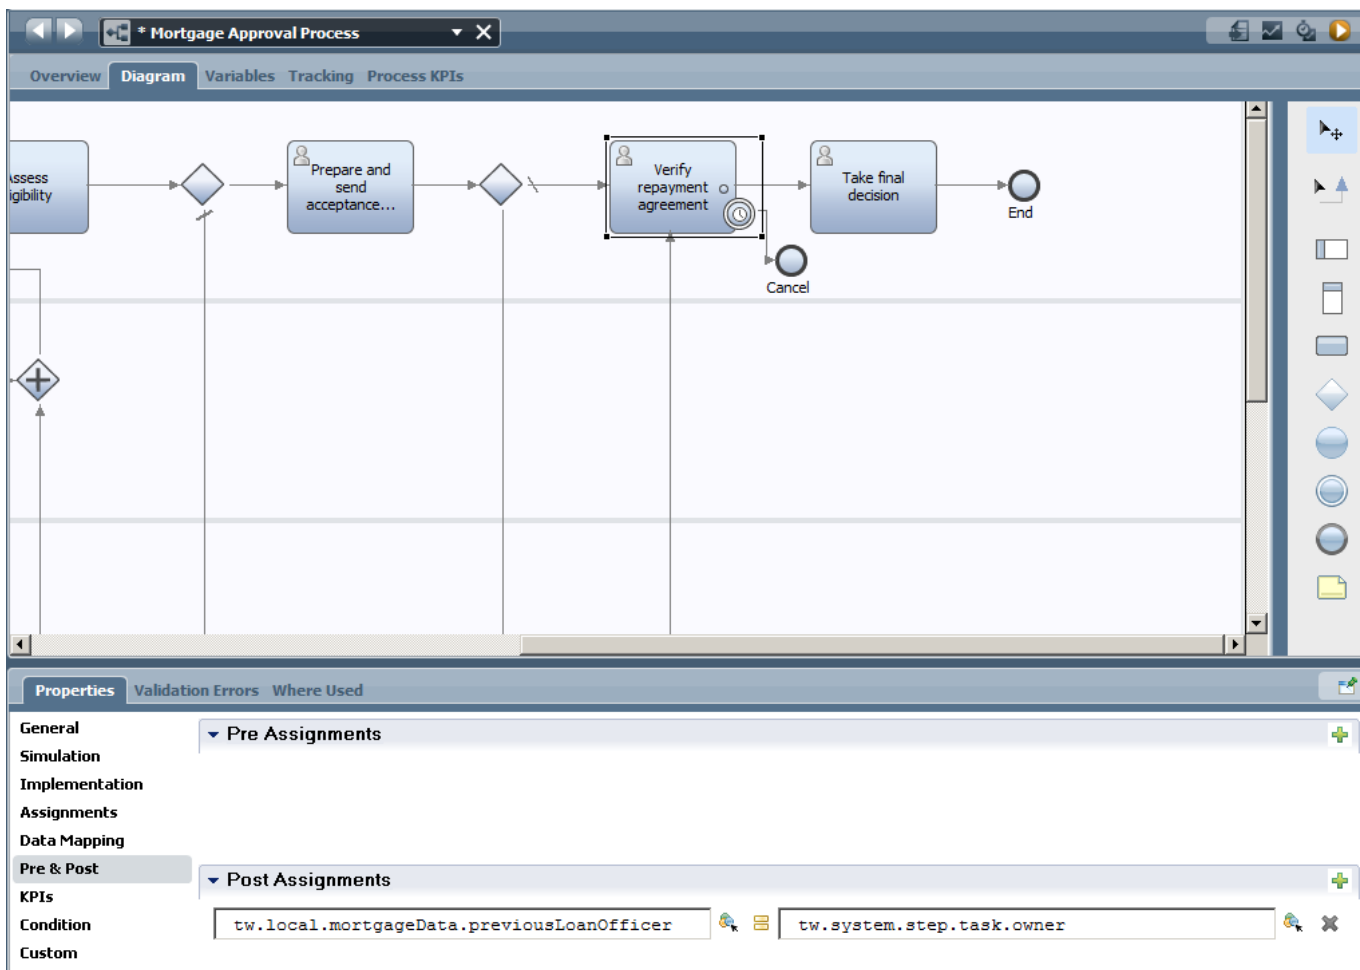 * Mortgage Approval Process
Overview Diagram Variables Tracking Process KPIs
Assess
igibility
Prepare and
send
acceptance...
Verify
repayment
agreement
Take final
decision
End
Cancel
Properties Validation Errors Where Used
General
Simulation
Implementation
Assignments
Data Mapping
Pre & Post
KPIs
Condition
Custom
Pre Assignments
Post Assignments
tw.local.mortgageData.previousLoanOfficer tw.system.step.task.owner